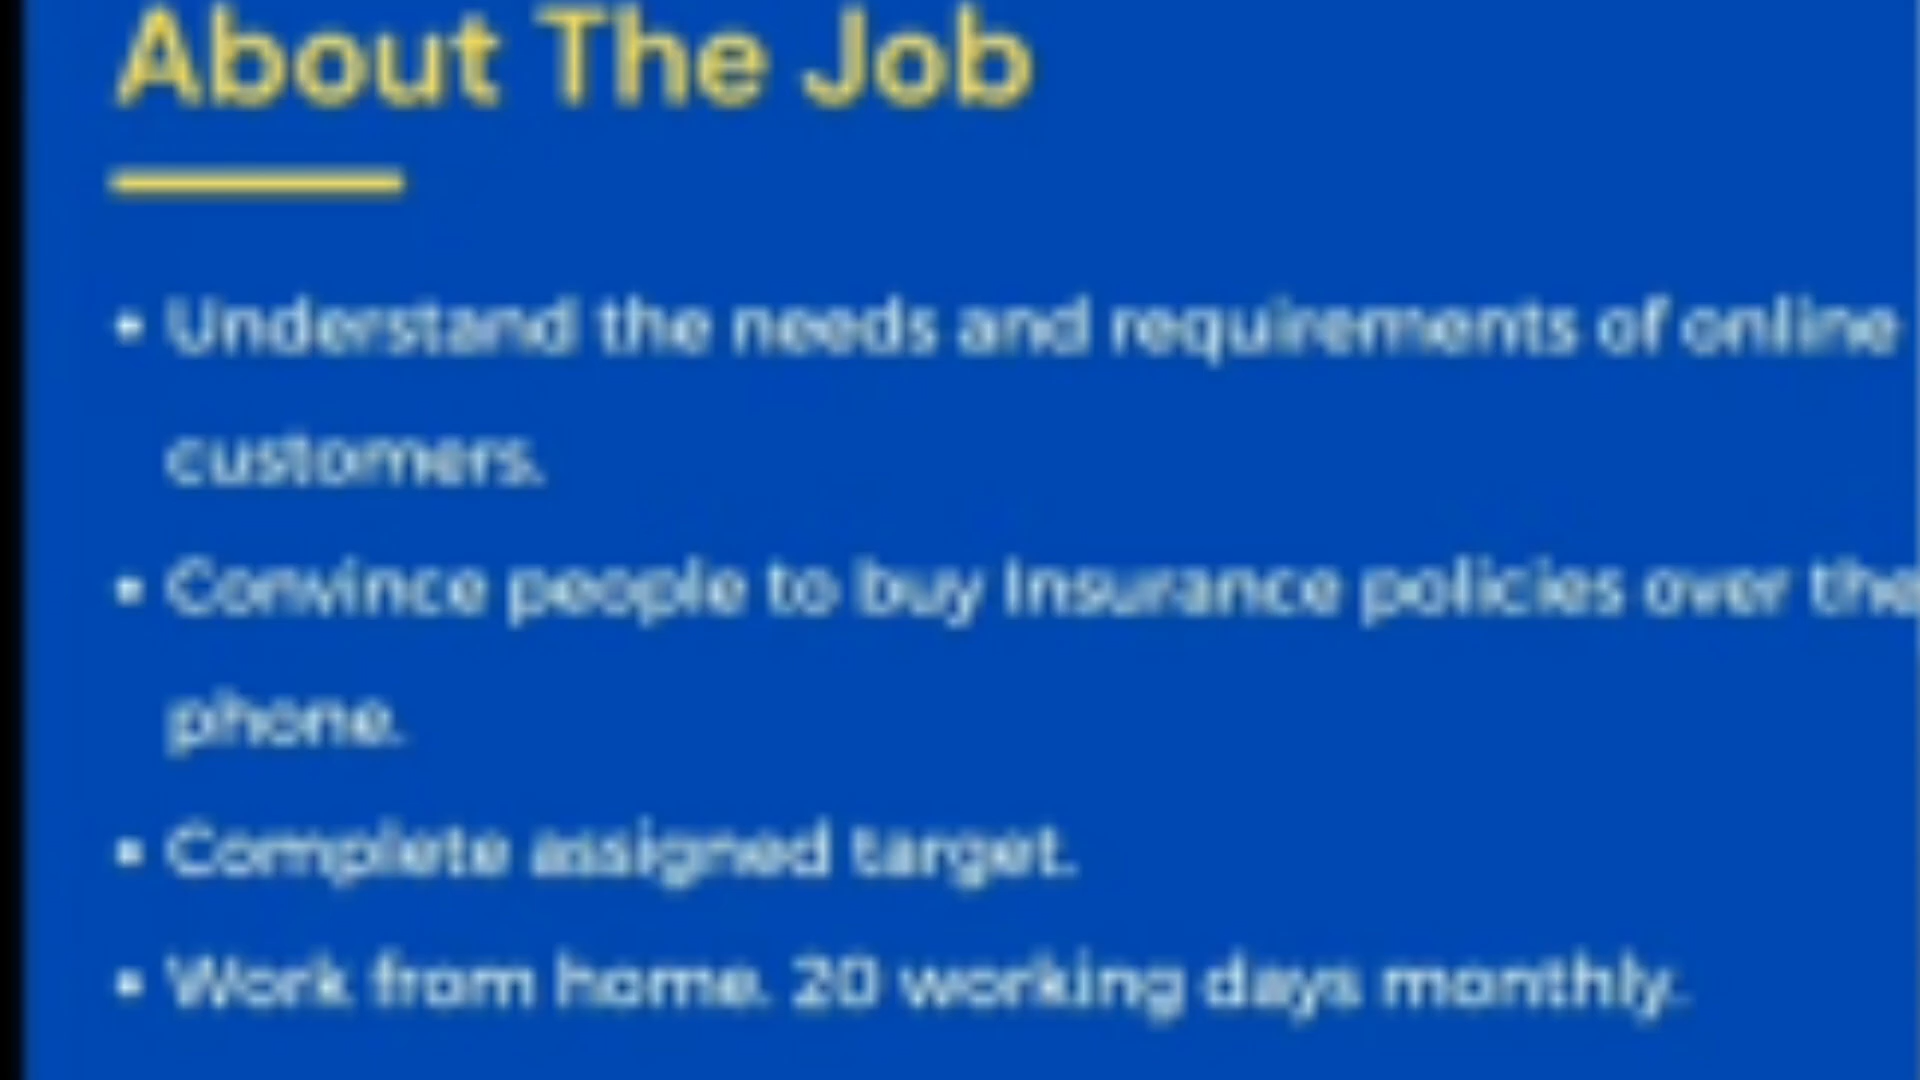 About The Job
• Understand the needs and requirements of online
customers.
• Convince people to buy Insurance policies over the
phone.
• Complete assigned target.
• Work from home. 20 working days monthly.